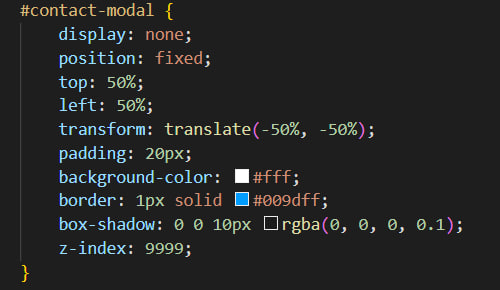 #contact-modal {
    display: none;
    position: fixed;
    top: 50%;
    left: 50%;
    transform: translate(-50%, -50%);
    padding: 20px;
    background-color: #fff;
    border: 1px solid #009dff;
    box-shadow: 0 0 10px rgba(0, 0, 0, 0.1);
    z-index: 9999;
}